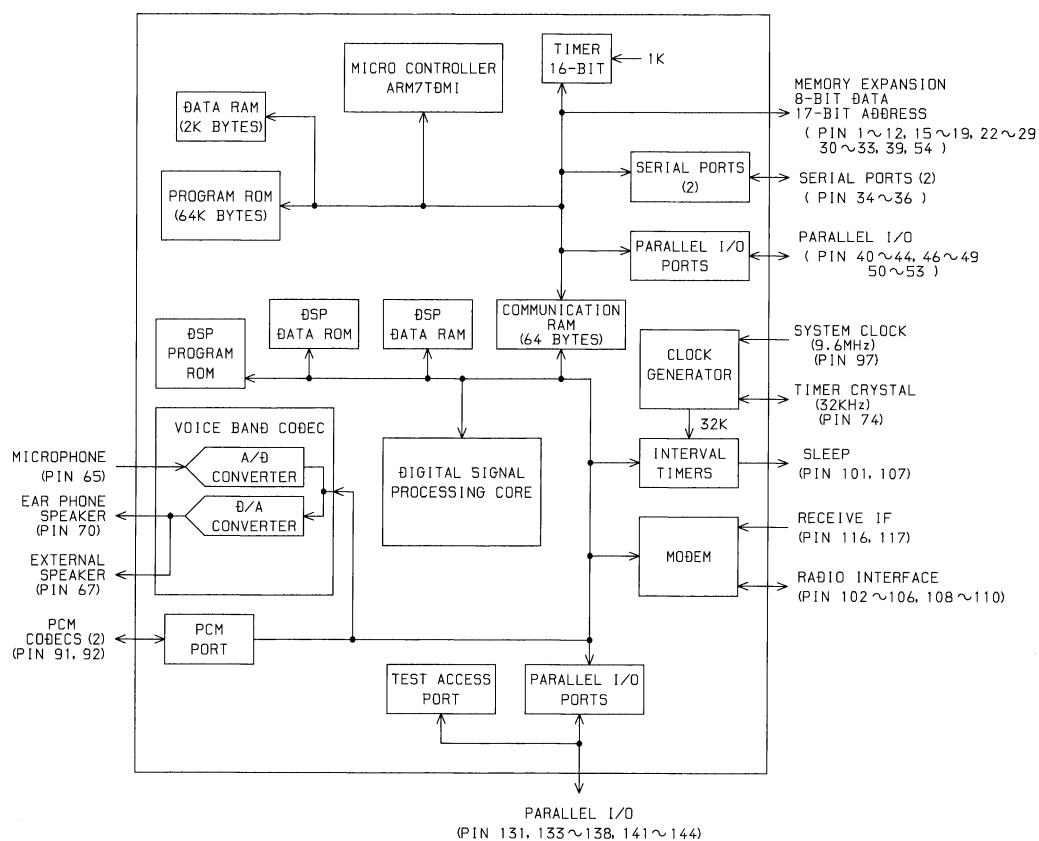 TIMER
16-BIT
1K
MICRO CONTROLLER
ARM7TDMI
DATA RAM
(2K BYTES)
PROGRAM ROM
(64K BYTES)
MEMORY EXPANSION
8-BIT DATA
17-BIT ADDRESS
( PIN 1~12, 15~19, 22~29
30~33, 39, 54 )
SERIAL PORTS
(2)
SERIAL PORTS (2)
( PIN 34~36 )
PARALLEL I/O
PORTS
PARALLEL I/O
( PIN 40~44, 46~49
50~53 )
DSP
DATA ROM
DSP
DATA RAM
COMMUNICATION
RAM
(64 BYTES)
DSP
PROGRAM
ROM
CLOCK
GENERATOR
SYSTEM CLOCK
(9.6MHz)
(PIN 97)
TIMER CRYSTAL
(32KHz)
(PIN 74)
32K
VOICE BAND CODEC
MICROPHONE
(PIN 65)
A/D
CONVERTER
DIGITAL SIGNAL
PROCESSING CORE
INTERVAL
TIMERS
SLEEP
(PIN 101, 107)
EAR PHONE
SPEAKER
(PIN 70)
D/A
CONVERTER
MODEM
RECEIVE IF
(PIN 116, 117)
EXTERNAL
SPEAKER
(PIN 67)
RADIO INTERFACE
(PIN 102~106, 108~110)
PCM
CODECS (2)
(PIN 91, 92)
PCM
PORT
TEST ACCESS
PORT
PARALLEL I/O
PORTS
PARALLEL I/O
(PIN 131, 133~138, 141~144)